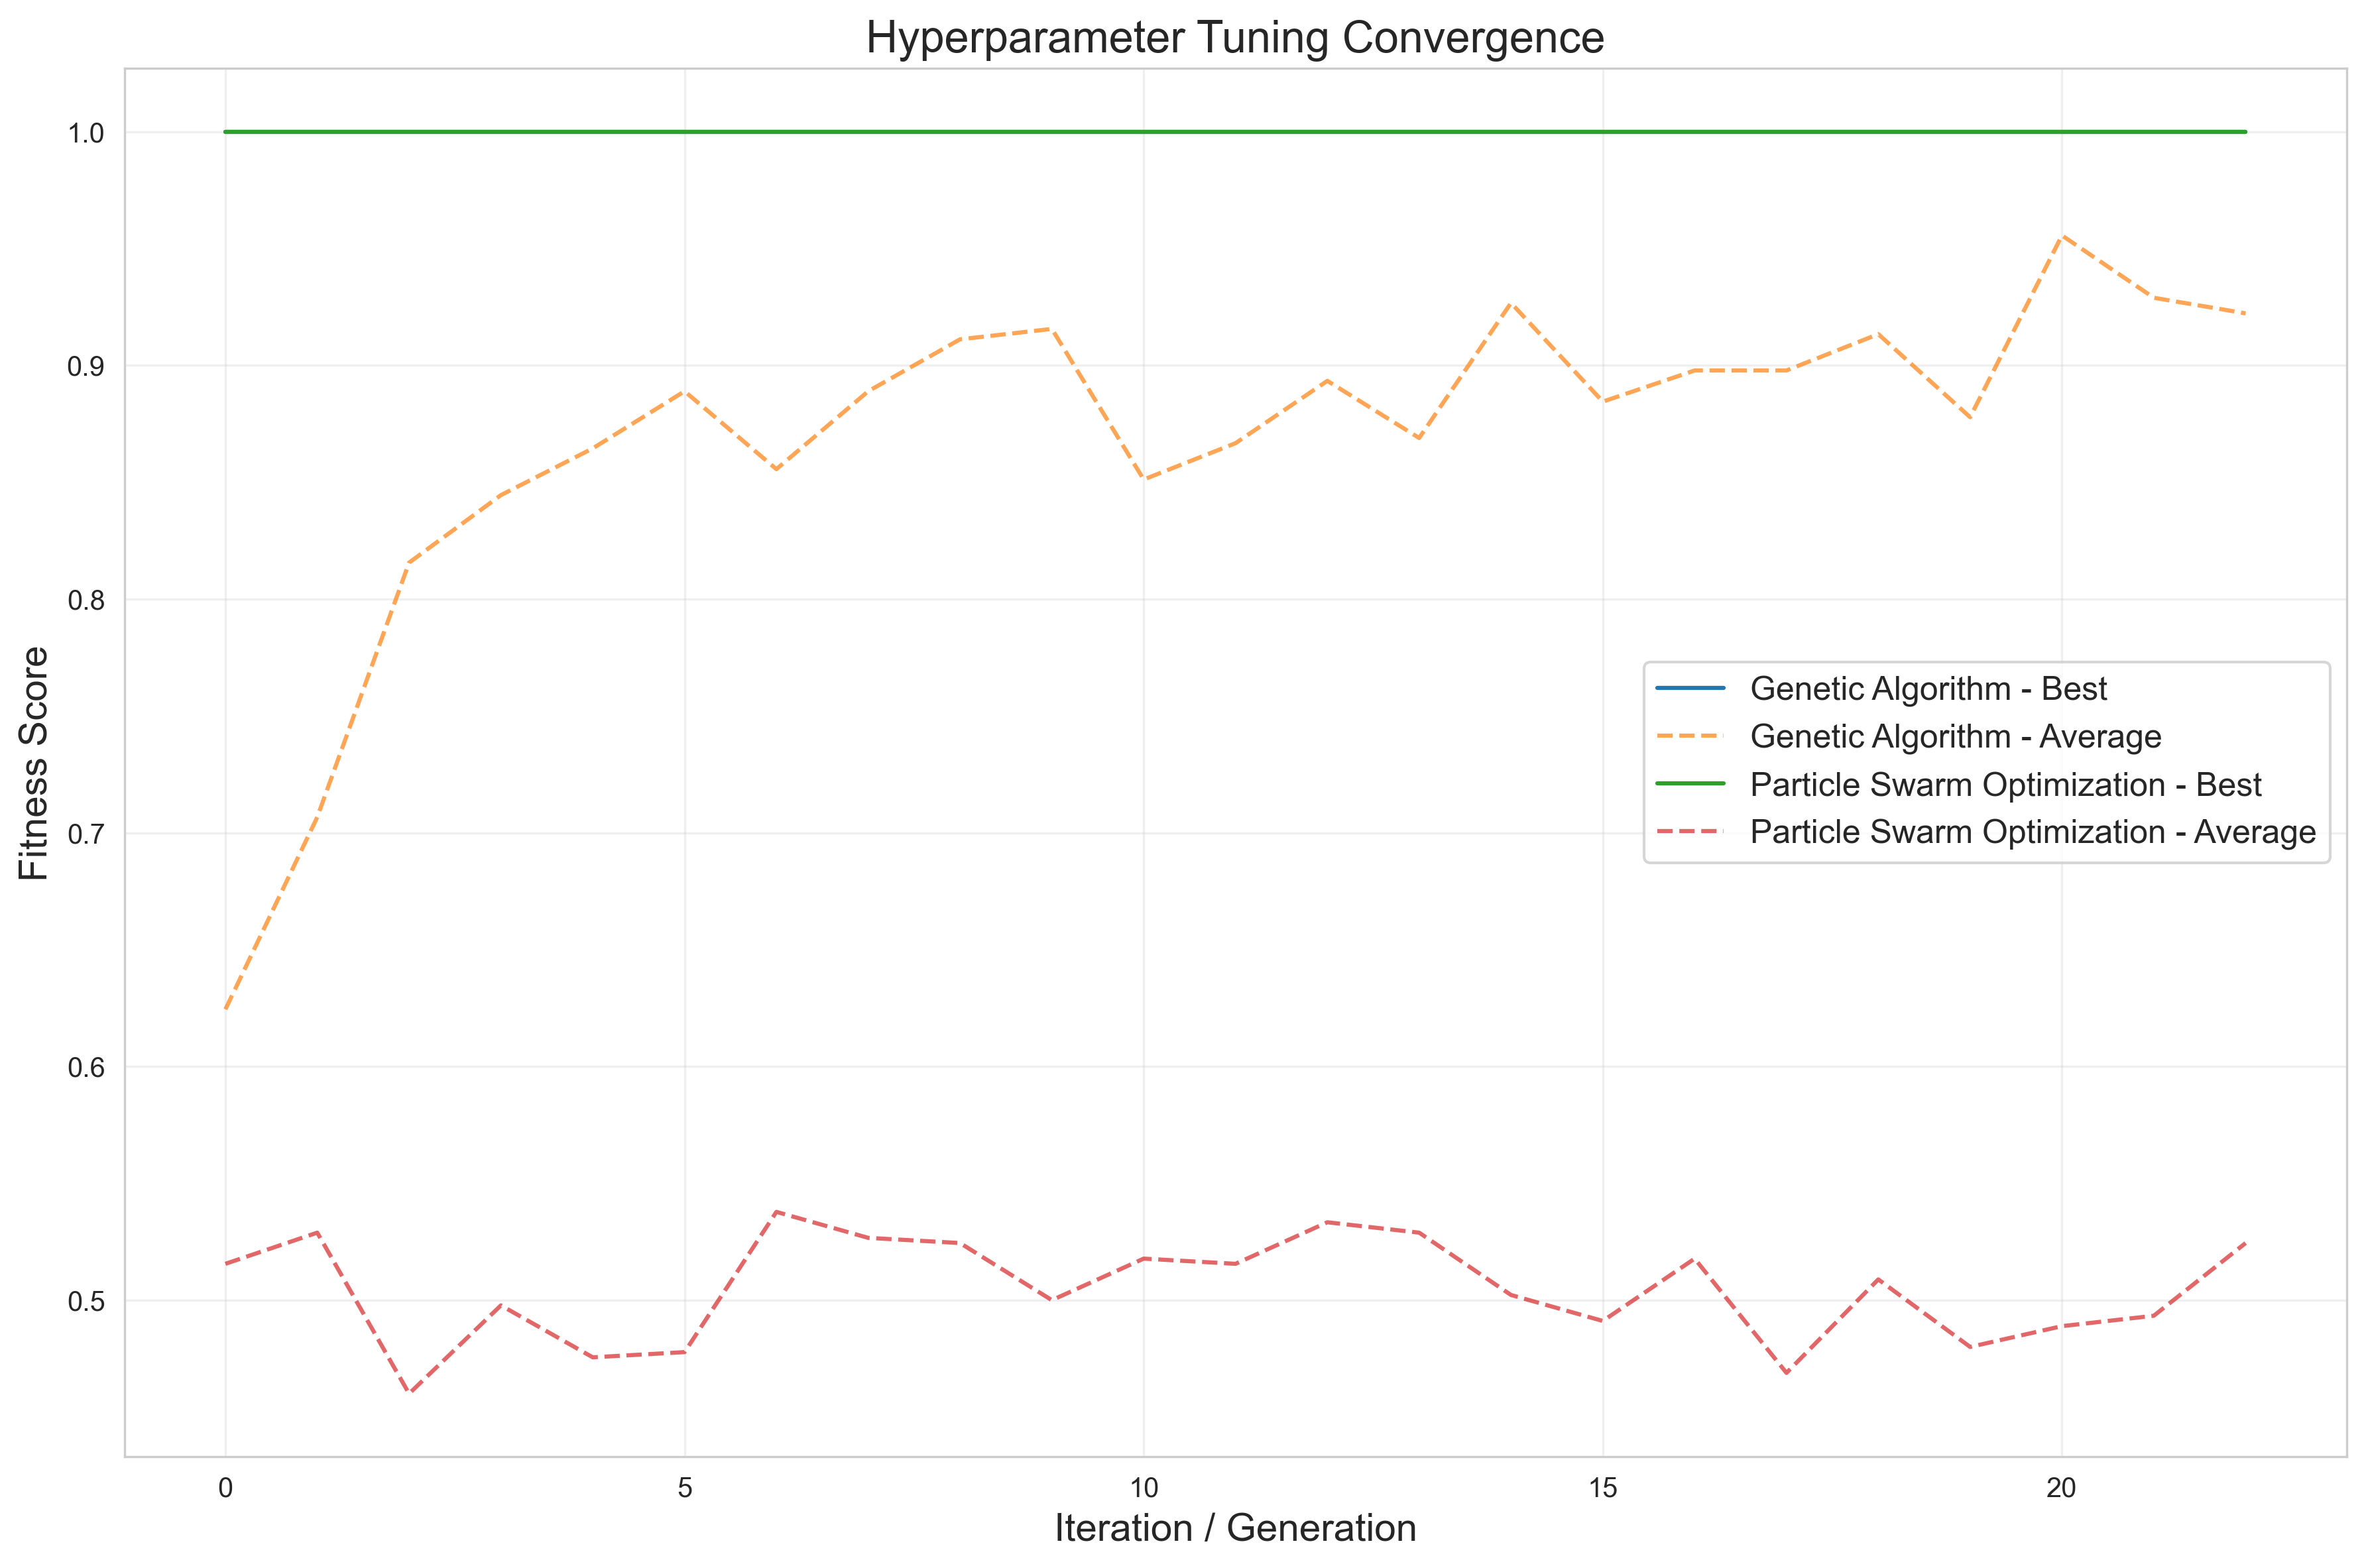 Hyperparameter Tuning Convergence
1.0
0.9
0.8
0.7
0.6
0.5
Fitness Score
Genetic Algorithm - Best
Genetic Algorithm - Average
Particle Swarm Optimization - Best
Particle Swarm Optimization - Average
0 5 10 15 20
Iteration / Generation